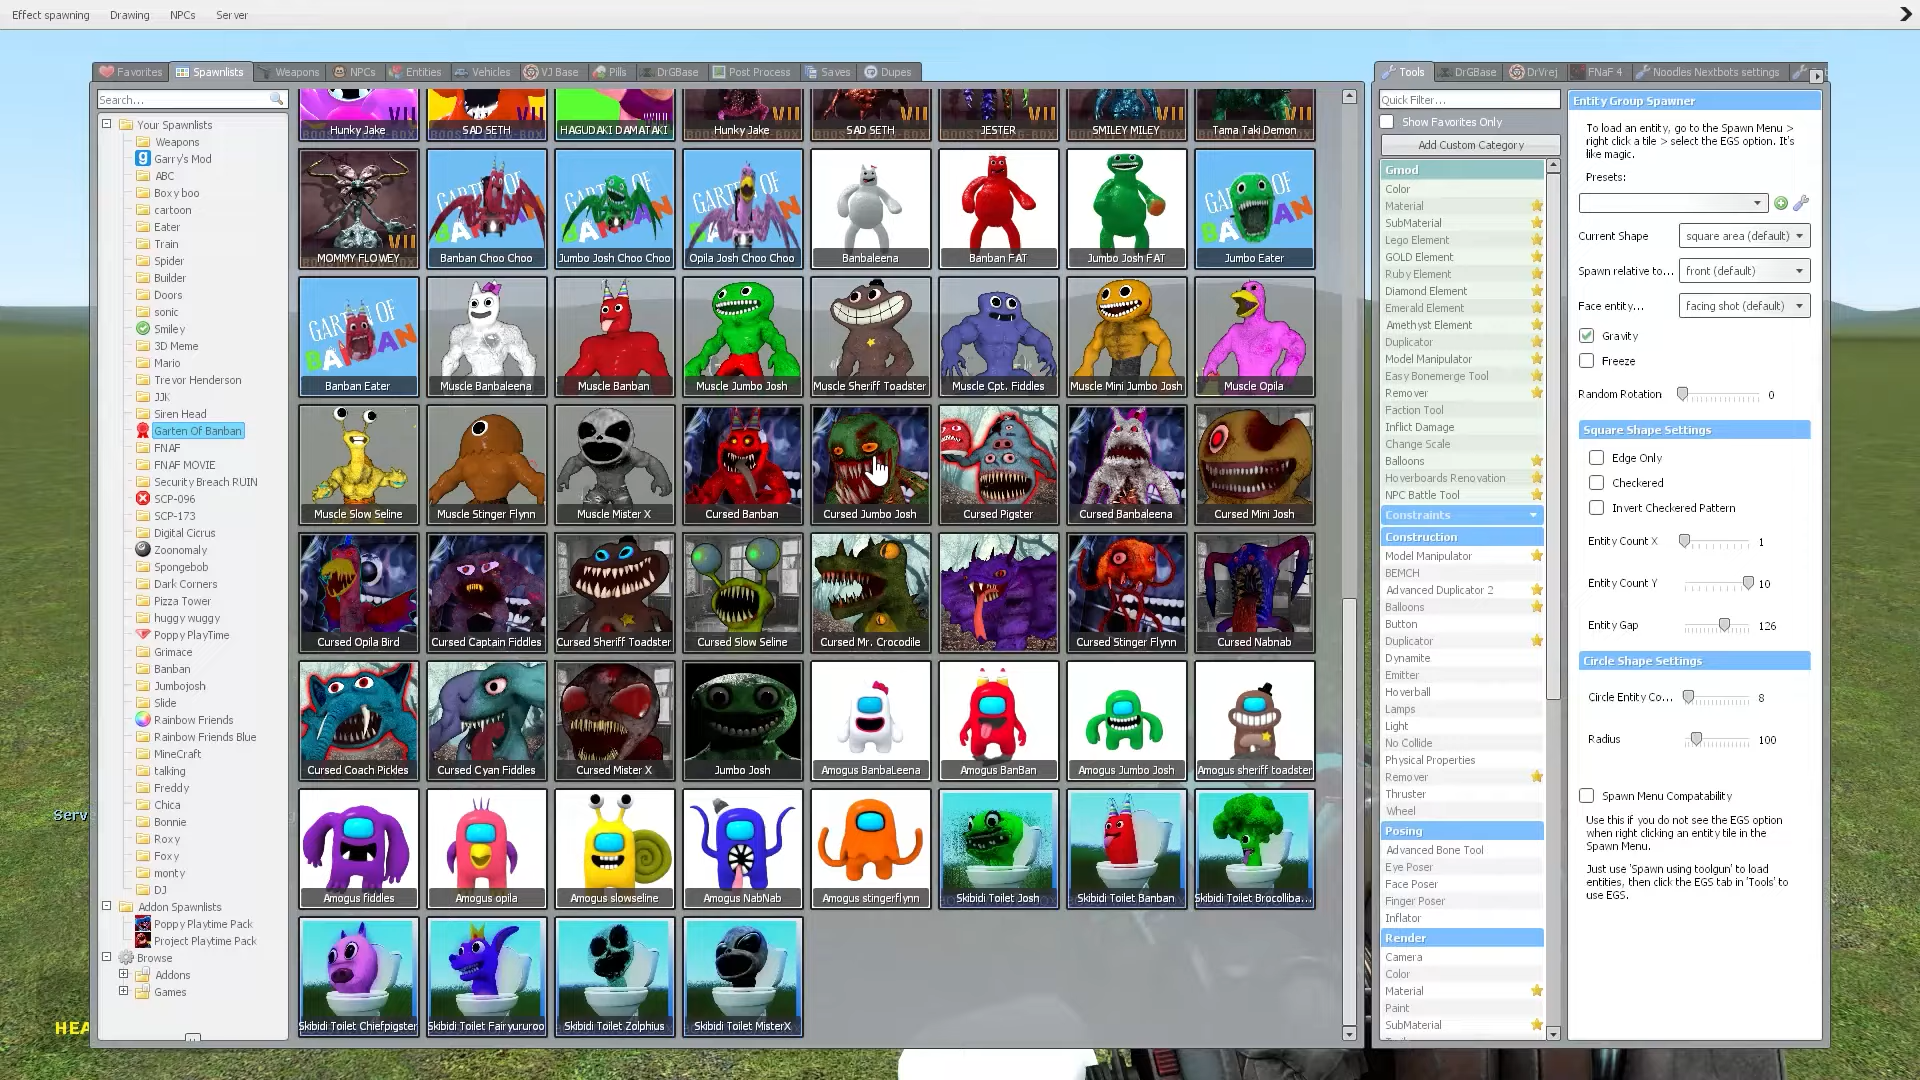 Effect spawning Drawing NPCs Server
Favorites Spawnlists Weapons NPCs Entities Vehicles VJ Base Pills DrGBase Post Process Saves Dupes
Search...
Your Spawnlists
Weapons
Garry's Mod
ABC
Boxy boo
cartoon
Eater
Train
Spider
Builder
Doors
sonic
Smiley
3D Meme
Mario
Trevor Henderson
JJK
Siren Head
Garten Of Banban
FNAF
FNAF MOVIE
Security Breach RUIN
SCP-096
SCP-173
Digital Cicrus
Zoonomaly
Spongebob
Dark Corners
Pizza Tower
huggy wuggy
Poppy PlayTime
Grimace
Banban
Jumbojosh
Slide
Rainbow Friends
Rainbow Friends Blue
MineCraft
talking
Freddy
Chica
Bonnie
Roxy
Foxy
monty
DJ
Addon Spawnlists
Poppy Playtime Pack
Project Playtime Pack
Browse
Addons
Games
Hunky Jake SAD SETH HAGUDAKI DAMATAKI Hunky Jake SAD SETH JESTER SMILEY MILEY Tama Taki Demon
MOMMY FLOWEY Banban Choo Choo Jumbo Josh Choo Choo Opila Josh Choo Choo Banbaleena Banban FAT Jumbo Josh FAT Jumbo Eater
GARTEN OF BANBAN
Banban Eater Muscle Banbaleena Muscle Banban Muscle Jumbo Josh Muscle Sheriff Toadster Muscle Cpt. Fiddles Muscle Mini Jumbo Josh Muscle Opila
Muscle Slow Seline Muscle Stinger Flynn Muscle Mister X Cursed Banban Cursed Jumbo Josh Cursed Pigster Cursed Banbaleena Cursed Mini Josh
Cursed Opila Bird Cursed Captain Fiddles Cursed Sheriff Toadster Cursed Slow Seline Cursed Mr. Crocodile Cursed Stinger Flynn Cursed Nabnab
Cursed Coach Pickles Cursed Cyan Fiddles Cursed Mister X Jumbo Josh Amogus BanbaLeena Amogus BanBan Amogus Jumbo Josh Amogus sheriff toadster
Amogus fiddles Amogus opila Amogus slowseline Amogus NabNab Amogus stingerflynn Skibidi Toilet Josh Skibidi Toilet Banban Skibidi Toilet Brocolliba...
Skibidi Toilet Chiefpigster Skibidi Toilet Fairyururoo Skibidi Toilet Zolphius Skibidi Toilet MisterX
Serv
HEA
Tools DrGBase DrVrej FNaF 4 Noodles Nextbots settings
Quick Filter...
Show Favorites Only
Add Custom Category
Gmod
Color
Material
SubMaterial
Lego Element
GOLD Element
Ruby Element
Diamond Element
Emerald Element
Amethyst Element
Duplicator
Model Manipulator
Easy Bonemerge Tool
Remover
Faction Tool
Inflict Damage
Change Scale
Balloons
Hoverboards Renovation
NPC Battle Tool
Constraints
Construction
Model Manipulator
BEMCH
Advanced Duplicator 2
Balloons
Button
Duplicator
Dynamite
Emitter
Hoverball
Lamps
Light
No Collide
Physical Properties
Remover
Thruster
Wheel
Posing
Advanced Bone Tool
Eye Poser
Face Poser
Finger Poser
Inflator
Render
Camera
Color
Material
Paint
SubMaterial
Entity Group Spawner
To load an entity, go to the Spawn Menu >
right click a tile > select the EGS option. It's
like magic.
Presets:
Current Shape square area (default)
Spawn relative to... front (default)
Face entity... facing shot (default)
Gravity
Freeze
Random Rotation 0
Square Shape Settings
Edge Only
Checkered
Invert Checkered Pattern
Entity Count X 1
Entity Count Y 10
Entity Gap 126
Circle Shape Settings
Circle Entity Co... 8
Radius 100
Spawn Menu Compatability
Use this if you do not see the EGS option
when right clicking an entity tile in the
Spawn Menu.
Just use 'Spawn using toolgun' to load
entities, then click the EGS tab in 'Tools' to
use EGS.